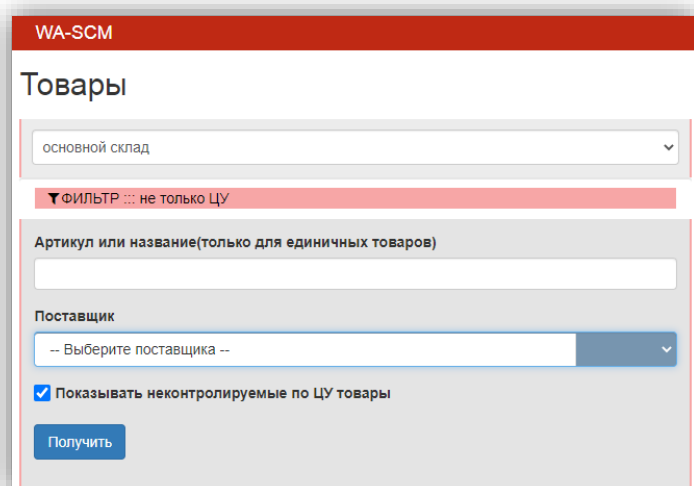 WA-SCM
Товары
основной склад
ФИЛЬТР ::: не только ЦУ
Артикул или название(только для единичных товаров)
Поставщик
-- Выберите поставщика --
Показывать неконтролируемые по ЦУ товары
Получить